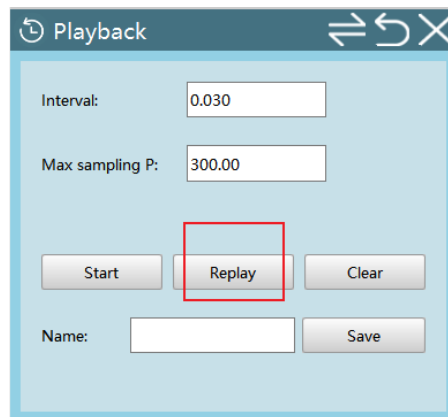 Playback
Interval: 0.030
Max sampling P: 300.00
Start Replay Clear
Name: Save